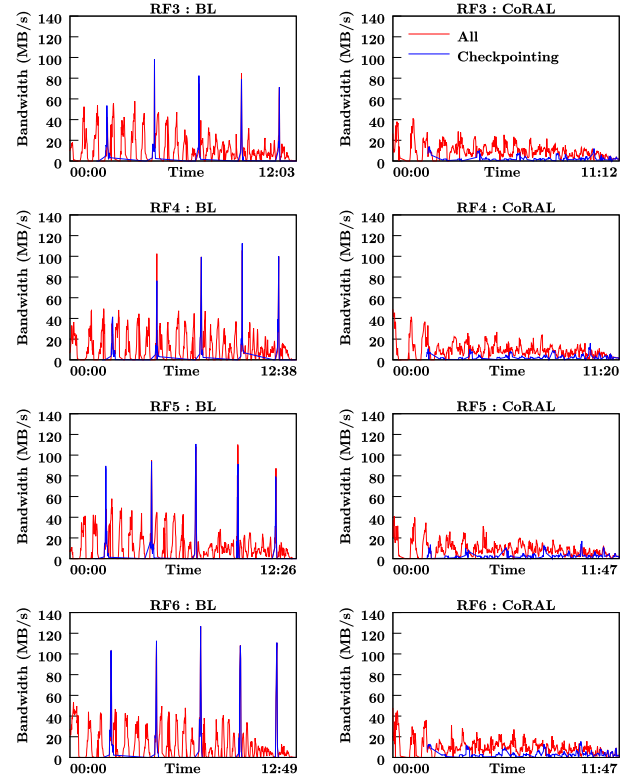 RF3 : BL
Bandwidth (MB/s)
140
120
100
80
60
40
20
0
00:00 Time 12:03
RF3 : CoRAL
Bandwidth (MB/s)
140
120
100
80
60
40
20
0
All
Checkpointing
00:00 Time 11:12
RF4 : BL
Bandwidth (MB/s)
140
120
100
80
60
40
20
0
00:00 Time 12:38
RF4 : CoRAL
Bandwidth (MB/s)
140
120
100
80
60
40
20
0
00:00 Time 11:20
RF5 : BL
Bandwidth (MB/s)
140
120
100
80
60
40
20
0
00:00 Time 12:26
RF5 : CoRAL
Bandwidth (MB/s)
140
120
100
80
60
40
20
0
00:00 Time 11:47
RF6 : BL
Bandwidth (MB/s)
140
120
100
80
60
40
20
0
00:00 Time 12:49
RF6 : CoRAL
Bandwidth (MB/s)
140
120
100
80
60
40
20
0
00:00 Time 11:47